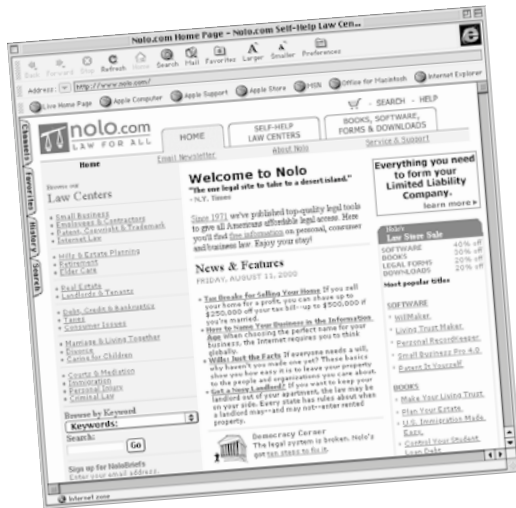 Nolo.com Home Page - Nolo.com Self-Help Law Cen...
Back Forward Stop Refresh Home Search Mail Favorites Larger Smaller Preferences
Address: http://www.nolo.com/
Live Home Page Apple Computer Apple Support Apple Store MSN Office for Macintosh Internet Explorer
Channels
Favorites
History
Search
nolo.com
LAW FOR ALL
HOME
SELF-HELP
LAW CENTERS
SEARCH - HELP
BOOKS, SOFTWARE,
FORMS & DOWNLOADS
Home
Email Newsletter
About Nolo
Service & Support
Browse our
Law Centers
Small Business
Employees & Contractors
Patent, Copyright & Trademark
Internet Law
Wills & Estate Planning
Retirement
Elder Care
Real Estate
Landlords & Tenants
Debt, Credit & Bankruptcy
Taxes
Consumer Issues
Marriage & Living Together
Divorce
Caring for Children
Courts & Mediation
Immigration
Personal Injury
Criminal Law
Browse by Keyword
Keywords:
Search:
Go
Sign up for NoloBriefs
Enter your email address.
Welcome to Nolo
"The one legal site to take to a desert island."
- N.Y. Times
Since 1971 we've published top-quality legal tools
to give all Americans affordable legal access. Here
you'll find free information on personal, consumer
and business law. Enjoy your stay!
News & Features
FRIDAY, AUGUST 11, 2000
Tax Breaks for Selling Your Home If you sell
your home for a profit, you can shave up to
$250,000 off your tax bill--up to $500,000 if
you're married.
How to Name Your Business in the Information
Age When choosing the perfect name for your
business, the Internet requires you to think
globally.
Wills: Just the Facts If everyone needs a will,
why haven't you made one yet? These basics
show you how easy it is to leave your property
to the people and organizations you care about.
Got a Nosy Landlord? If you want to keep your
landlord out of your apartment, the law may be
on your side. Every state has rules about when
a landlord may--and may not--enter rented
property.
Democracy Corner
The legal system is broken. Nolo's
got ten steps to fix it.
Everything you need
to form your
Limited Liability
Company.
learn more
Nolo's
Law Store Sale
SOFTWARE 40% off
BOOKS 30% off
LEGAL FORMS 20% off
DOWNLOADS 20% off
Most popular titles
SOFTWARE
WillMaker
Living Trust Maker
Personal RecordKeeper
Small Business Pro 4.0
Patent It Yourself
BOOKS
Make Your Living Trust
Plan Your Estate
U.S. Immigration Made
Easy
Control Your Student
Loan Debt
Internet zone